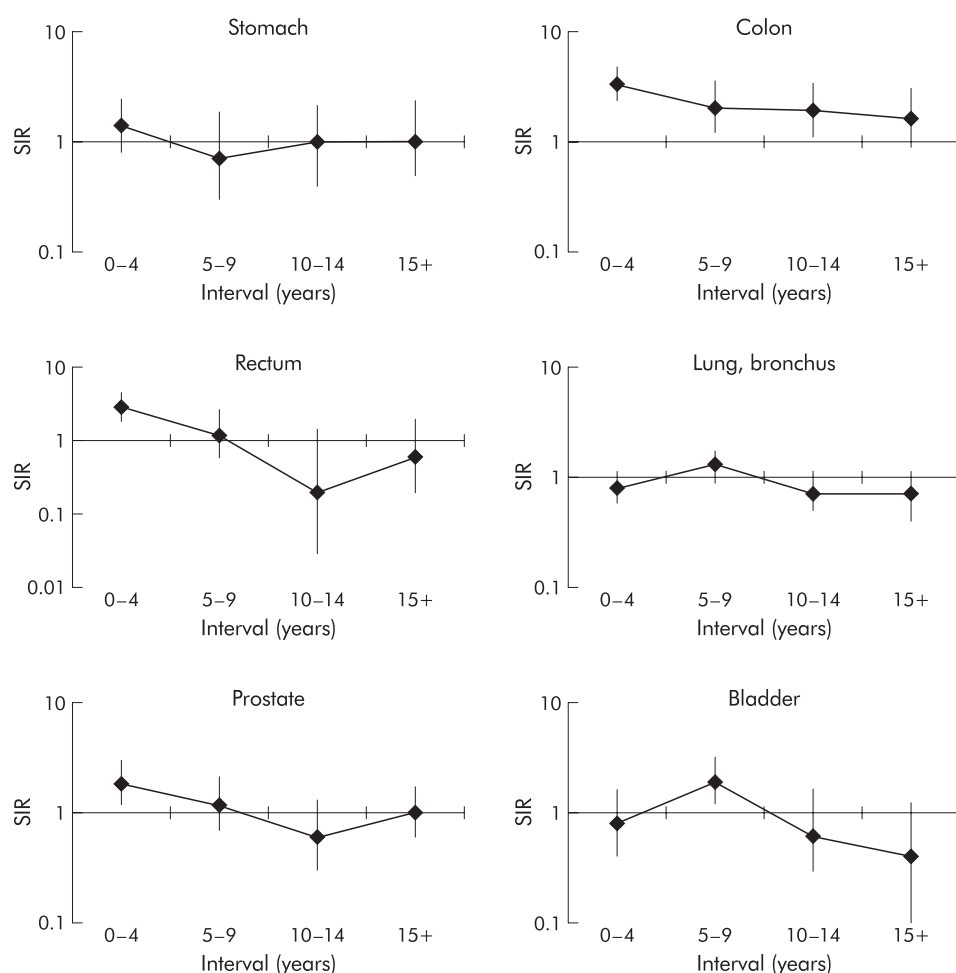 Stomach
10
1
0.1
SIR
0–4 5–9 10–14 15+
Interval (years)
Colon
10
1
0.1
SIR
0–4 5–9 10–14 15+
Interval (years)
Rectum
10
1
0.1
0.01
SIR
0–4 5–9 10–14 15+
Interval (years)
Lung, bronchus
10
1
0.1
SIR
0–4 5–9 10–14 15+
Interval (years)
Prostate
10
1
0.1
SIR
0–4 5–9 10–14 15+
Interval (years)
Bladder
10
1
0.1
SIR
0–4 5–9 10–14 15+
Interval (years)